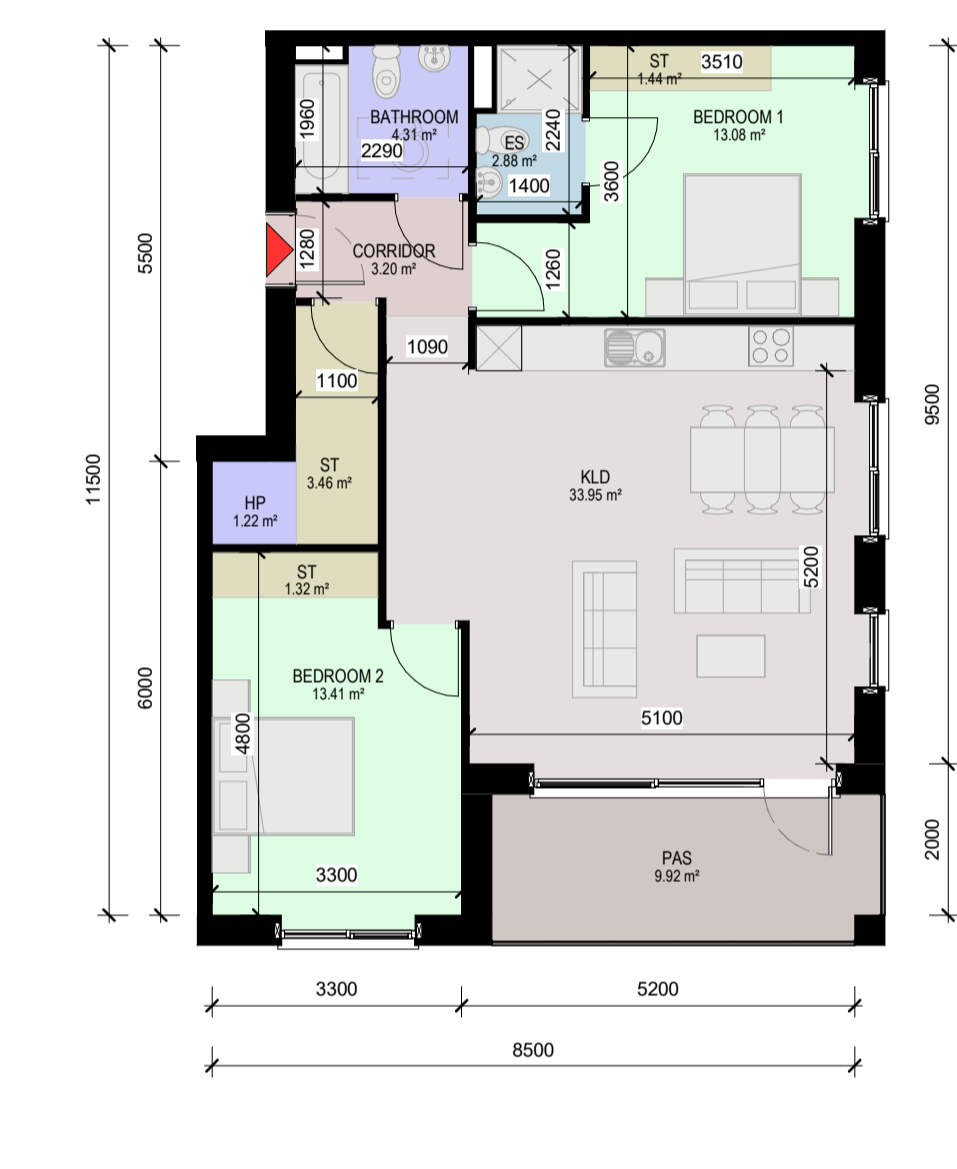 ST
1.44 m²
3510
BATHROOM
4.31 m²
1960
2290
ES
2.88 m²
2240
1400
BEDROOM 1
13.08 m²
3600
5500
1280
CORRIDOR
3.20 m²
1260
1090
1100
9500
11500
ST
3.46 m²
KLD
33.95 m²
HP
1.22 m²
ST
1.32 m²
5200
6000
BEDROOM 2
13.41 m²
4800
5100
3300
PAS
9.92 m²
2000
3300
5200
8500